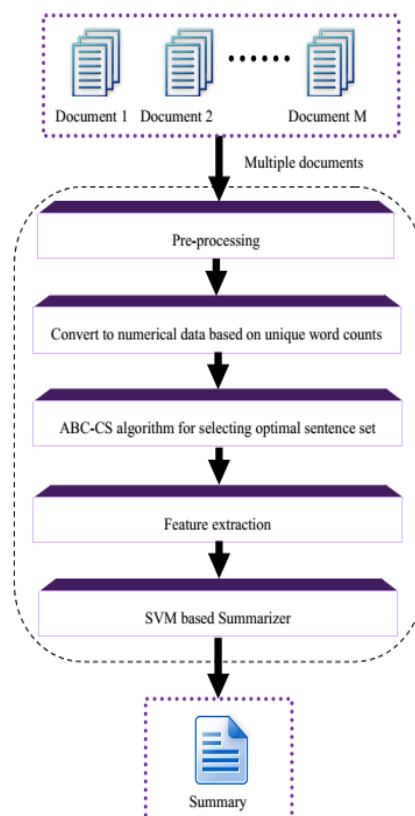 Document 1 Document 2 Document M
Multiple documents
Pre-processing
Convert to numerical data based on unique word counts
ABC-CS algorithm for selecting optimal sentence set
Feature extraction
SVM based Summarizer
Summary